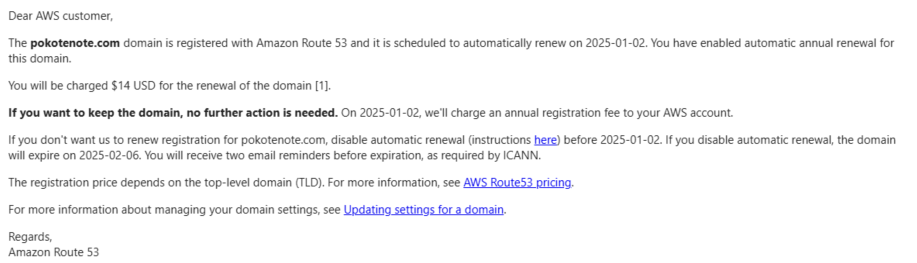 Dear AWS customer,
The pokotenote.com domain is registered with Amazon Route 53 and it is scheduled to automatically renew on 2025-01-02. You have enabled automatic annual renewal for
this domain.
You will be charged $14 USD for the renewal of the domain [1].
If you want to keep the domain, no further action is needed. On 2025-01-02, we'll charge an annual registration fee to your AWS account.
If you don't want us to renew registration for pokotenote.com, disable automatic renewal (instructions here) before 2025-01-02. If you disable automatic renewal, the domain
will expire on 2025-02-06. You will receive two email reminders before expiration, as required by ICANN.
The registration price depends on the top-level domain (TLD). For more information, see AWS Route53 pricing.
For more information about managing your domain settings, see Updating settings for a domain.
Regards,
Amazon Route 53